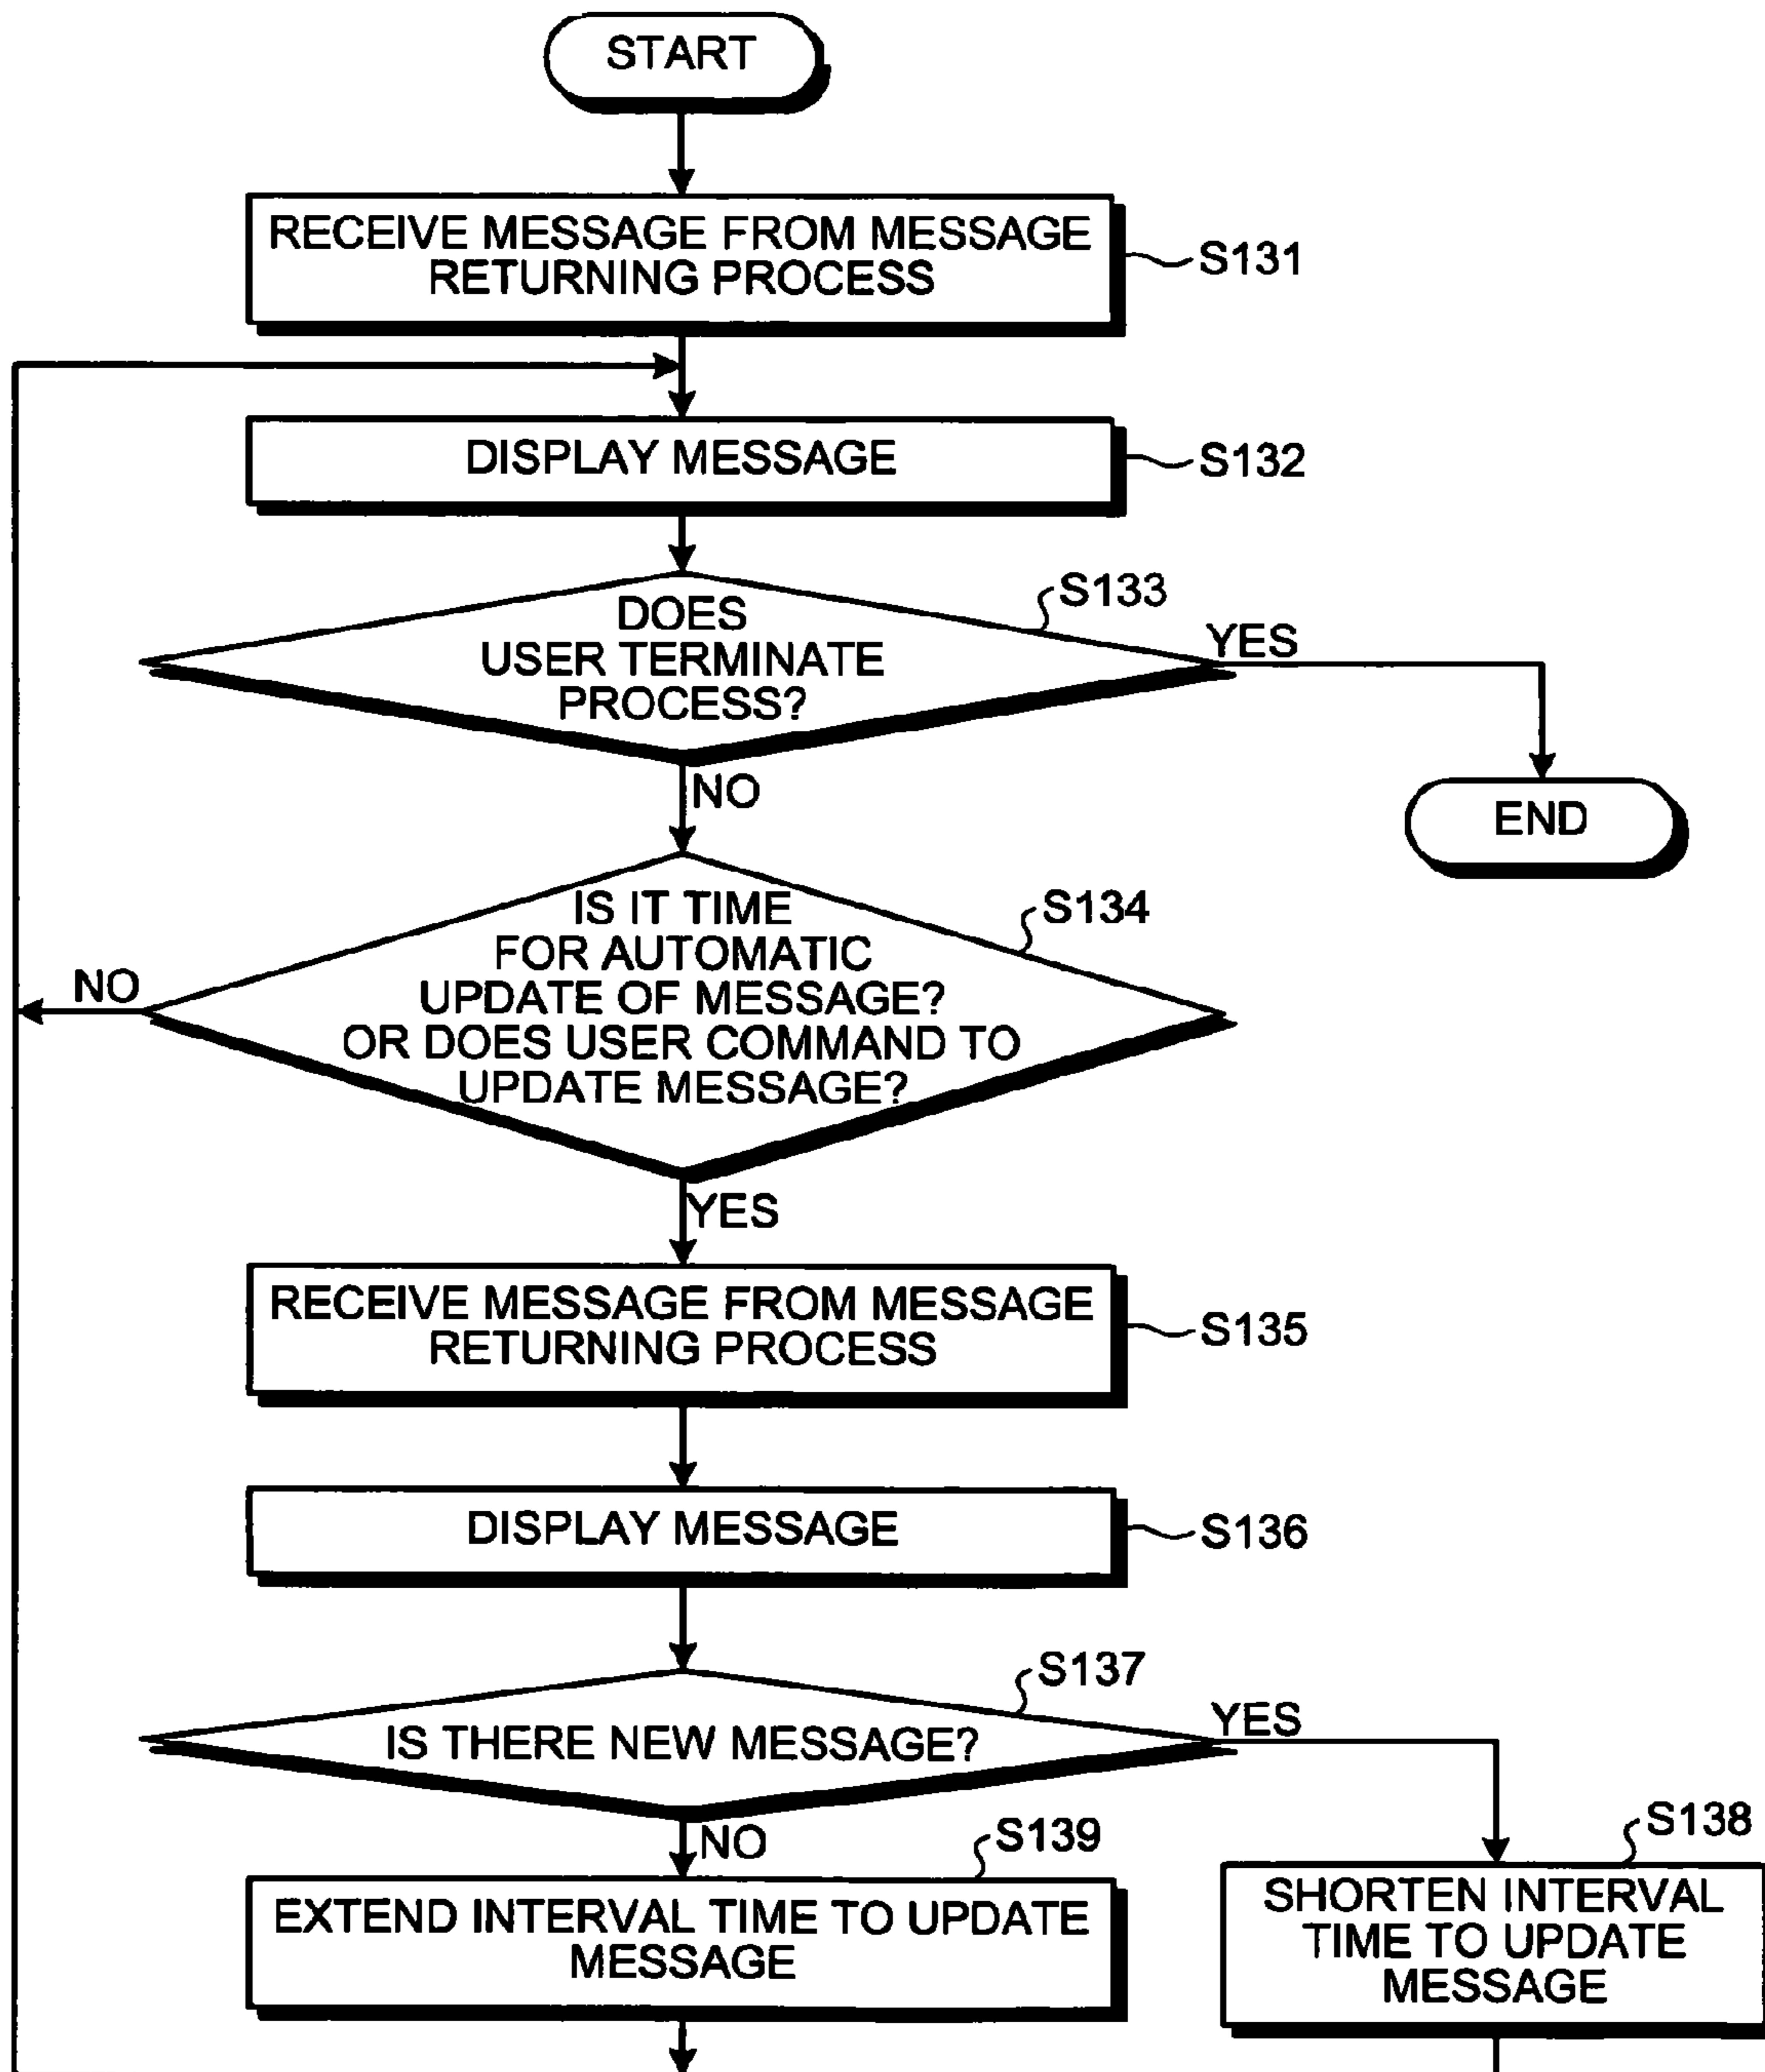 START
RECEIVE MESSAGE FROM MESSAGE
RETURNING PROCESS
S131
DISPLAY MESSAGE
S132
S133
DOES
USER TERMINATE
PROCESS?
YES
NO
END
S134
IS IT TIME
FOR AUTOMATIC
UPDATE OF MESSAGE?
OR DOES USER COMMAND TO
UPDATE MESSAGE?
NO
YES
RECEIVE MESSAGE FROM MESSAGE
RETURNING PROCESS
S135
DISPLAY MESSAGE
S136
S137
IS THERE NEW MESSAGE?
YES
NO
S139
EXTEND INTERVAL TIME TO UPDATE
MESSAGE
S138
SHORTEN INTERVAL
TIME TO UPDATE
MESSAGE